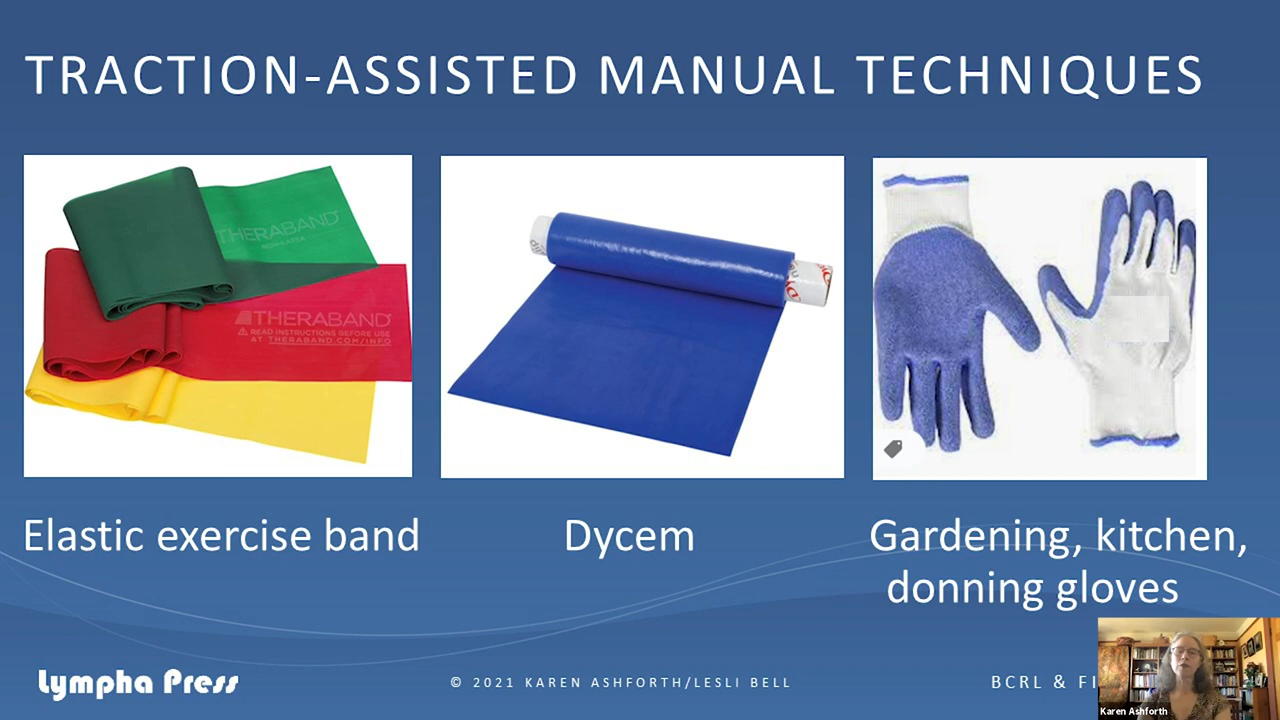 TRACTION-ASSISTED MANUAL TECHNIQUES
THERABAND
THERABAND
READ INSTRUCTIONS BEFORE USE
AT THERABAND.COM/INFO
Elastic exercise band
Dycem
Gardening, kitchen,
donning gloves
Lympha Press
© 2021 KAREN ASHFORTH/LESLI BELL
BCRL & FI
Karen Ashforth